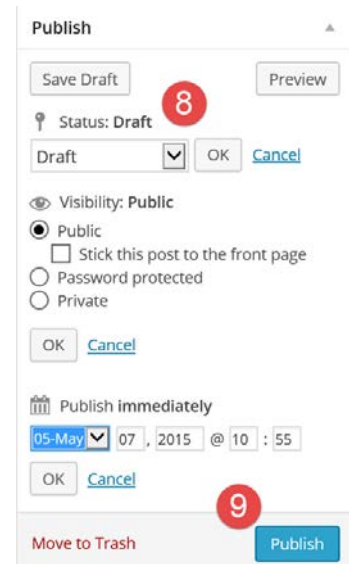 Publish
Save Draft Preview
8
Status: Draft
Draft OK Cancel
Visibility: Public
Public
Stick this post to the front page
Password protected
Private
OK Cancel
Publish immediately
05-May 07 , 2015 @ 10 : 55
OK Cancel
9
Move to Trash Publish